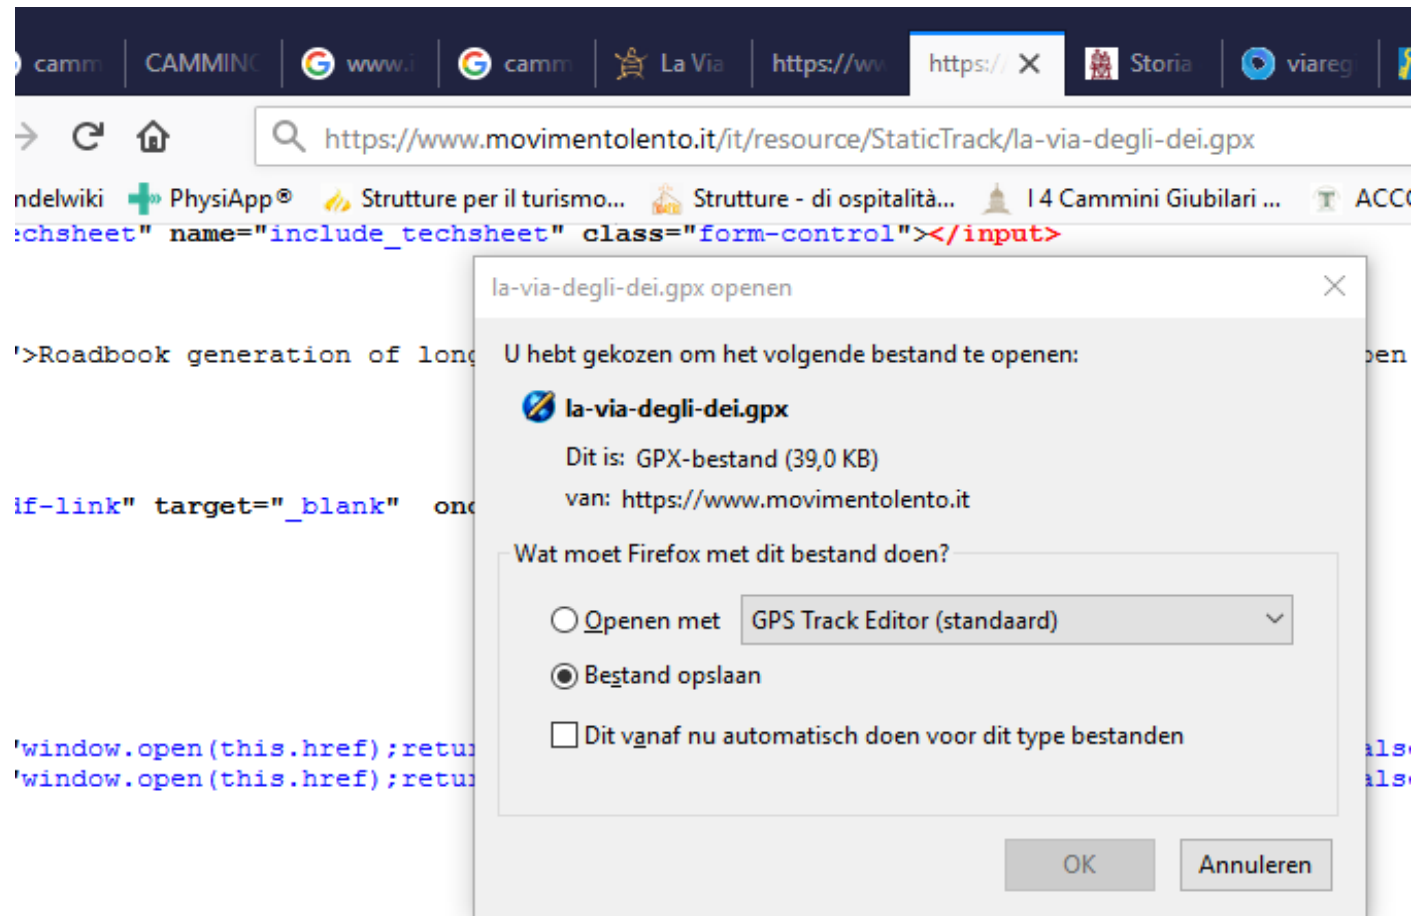 camm CAMMINO www.i camm La Via https://ww https:// Storia viareg
https://www.movimentolento.it/it/resource/StaticTrack/la-via-degli-dei.gpx
ndelwiki PhysiApp® Strutture per il turismo... Strutture - di ospitalità... I 4 Cammini Giubilari ... ACCO
echsheet" name="include_techsheet" class="form-control"></input>
la-via-degli-dei.gpx openen
">Roadbook generation of long
pen
U hebt gekozen om het volgende bestand te openen:
la-via-degli-dei.gpx
Dit is: GPX-bestand (39,0 KB)
van: https://www.movimentolento.it
df-link" target="_blank" onc
Wat moet Firefox met dit bestand doen?
Openen met GPS Track Editor (standaard)
Bestand opslaan
Dit vanaf nu automatisch doen voor dit type bestanden
"window.open(this.href);retur
alse
"window.open(this.href);retur
alse
OK Annuleren